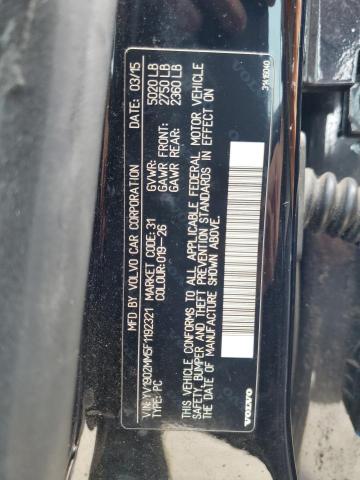 MFD BY VOLVO CAR CORPORATION DATE: 03/15
GVWR: 5020 LB
GAWR FRONT: 2750 LB
GAWR REAR: 2360 LB
VIN: YV1902MM5F1192321 MARKET CODE: 31
TYPE: PC COLOUR: 019-26
THIS VEHICLE CONFORMS TO ALL APPLICABLE FEDERAL MOTOR VEHICLE
SAFETY, BUMPER AND THEFT PREVENTION STANDARDS IN EFFECT ON
THE DATE OF MANUFACTURE SHOWN ABOVE.
VOLVO